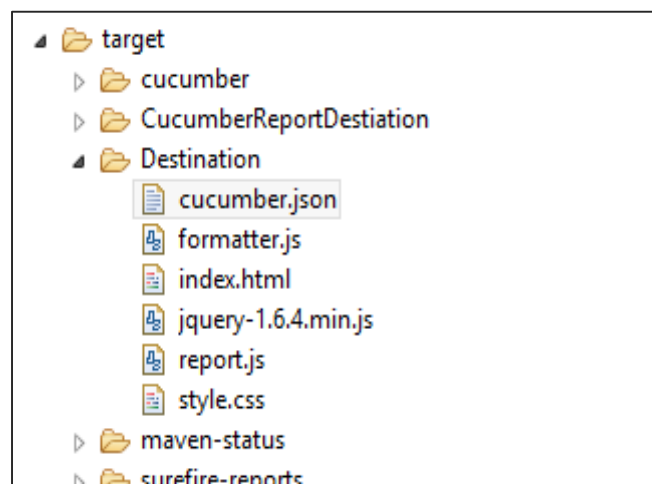 target
cucumber
CucumberReportDestiation
Destination
cucumber.json
formatter.js
index.html
jquery-1.6.4.min.js
report.js
style.css
maven-status
surefire-reports